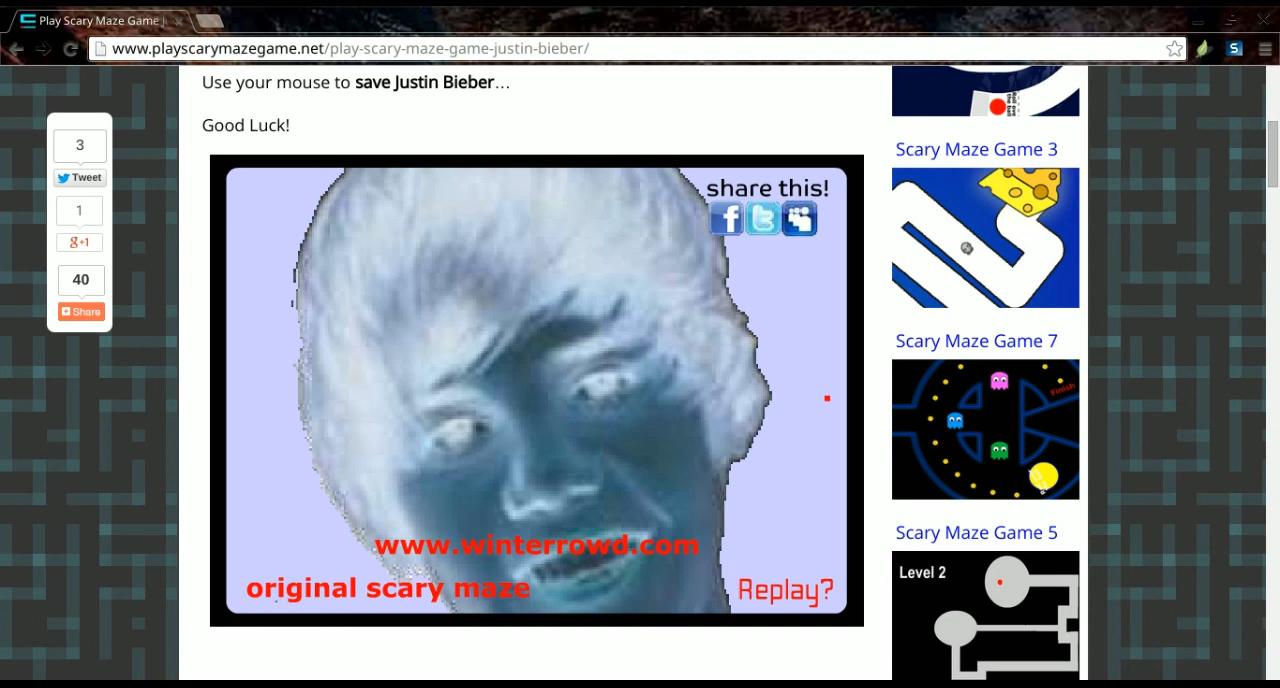 Play Scary Maze Game |
www.playscarymazegame.net/play-scary-maze-game-justin-bieber/
Use your mouse to save Justin Bieber…
Good Luck!
3
Tweet
1
g+1
40
Share
share this!
www.winterrowd.com
original scary maze
Replay?
Scary Maze Game 3
Scary Maze Game 7
Finish
Scary Maze Game 5
Level 2